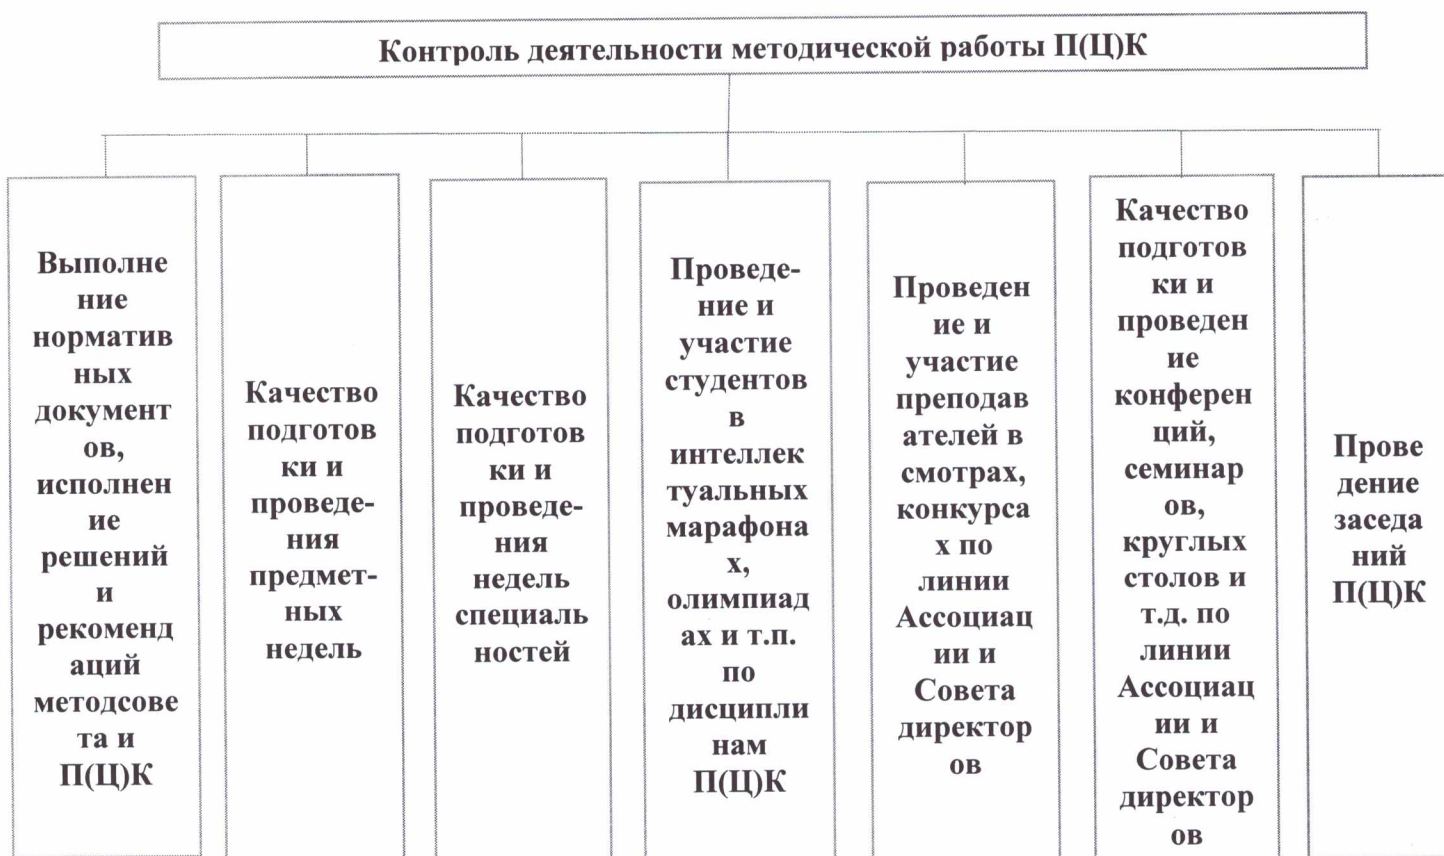 Контроль деятельности методической работы П(Ц)К
Выполне
ние
норматив
ных
документ
ов,
исполнен
ие
решений
и
рекоменд
аций
методсове
та и
П(Ц)К
Качество
подготов
ки и
проведе-
ния
предмет-
ных
недель
Качество
подготов
ки и
проведе-
ния
недель
специаль
ностей
Проведе-
ние и
участие
студентов
в
интеллек
туальных
марафона
х,
олимпиад
ах и т.п.
по
дисципли
нам
П(Ц)К
Проведен
ие и
участие
преподав
ателей в
смотрах,
конкурса
х по
линии
Ассоциац
ии и
Совета
директор
ов
Качество
подготов
ки и
проведен
ие
конферен
ций,
семинар
ов,
круглых
столов и
т.д. по
линии
Ассоциац
ии и
Совета
директор
ов
Прове
дение
заседа
ний
П(Ц)К